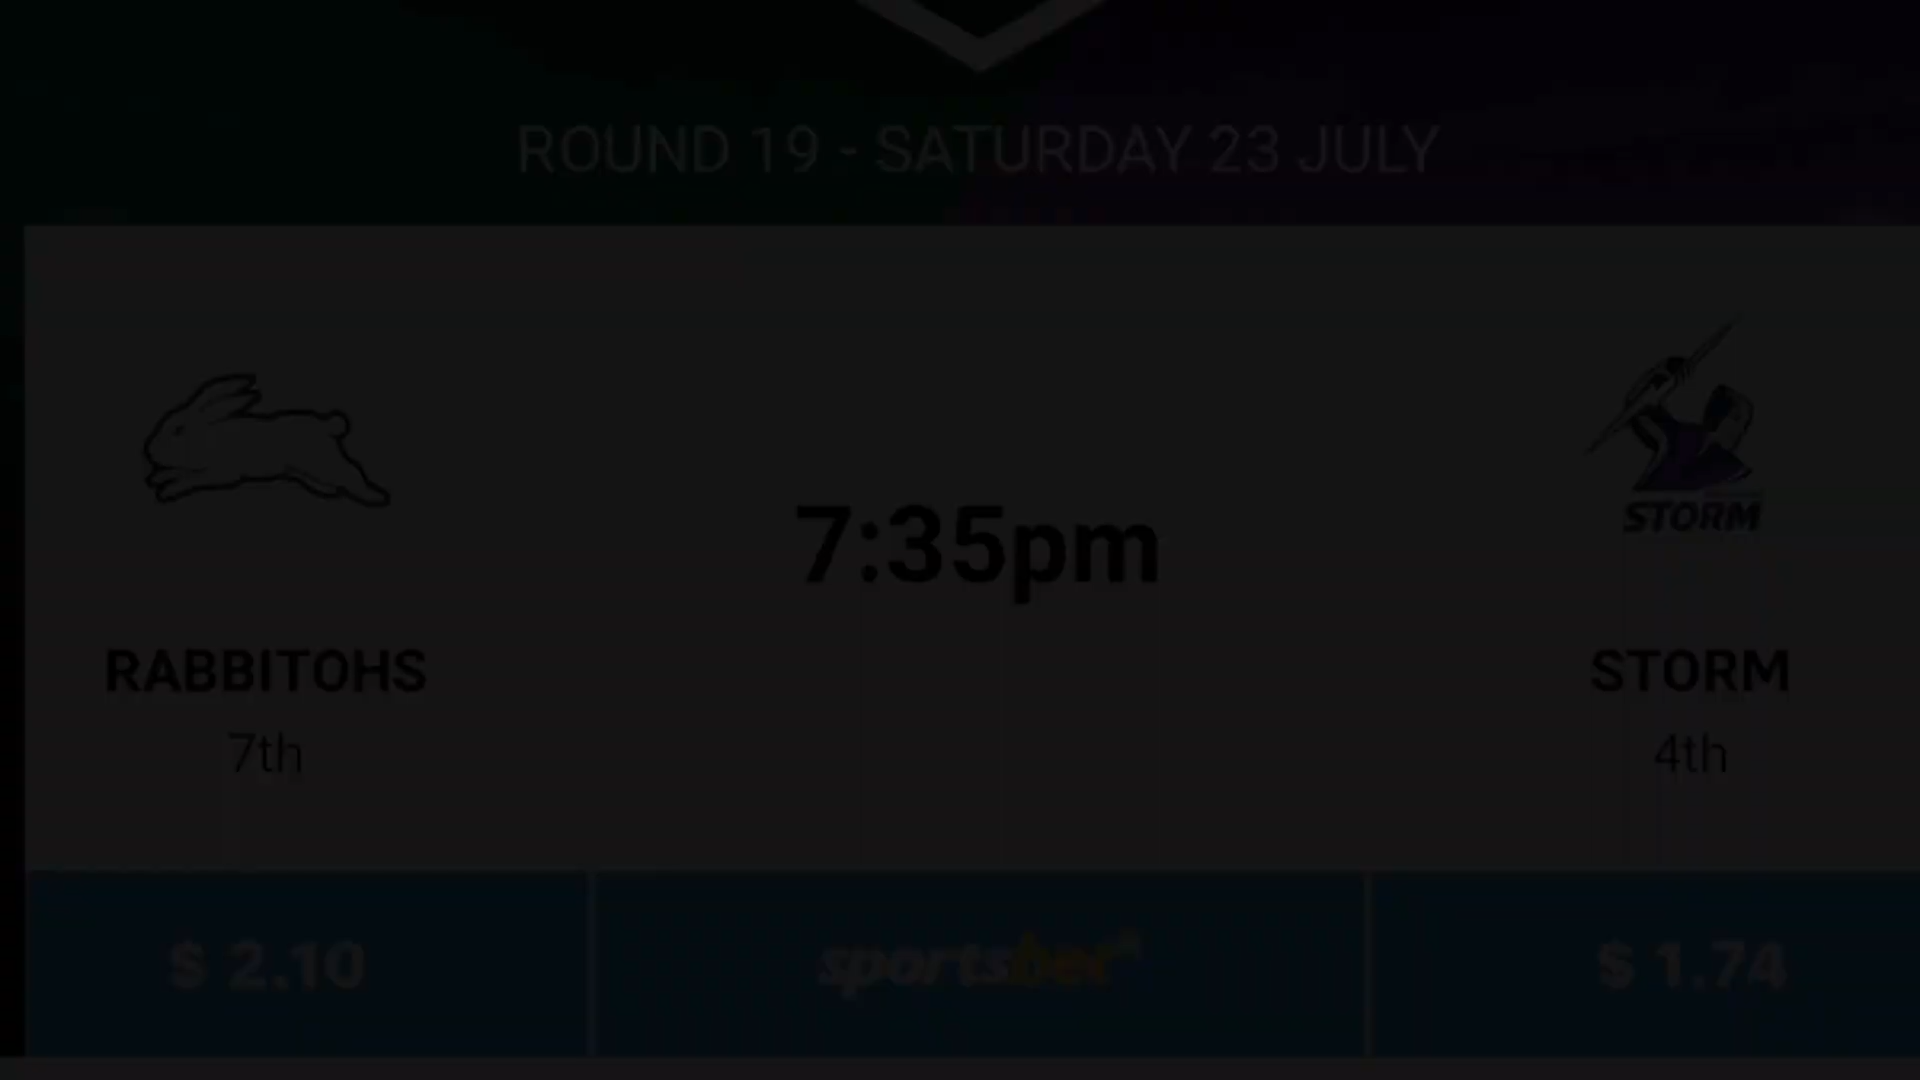 ROUND 19 - SATURDAY 23 JULY
STORM
7:35pm
RABBITOHS
STORM
7th
4th
$ 2.10
sportsbet
$ 1.74